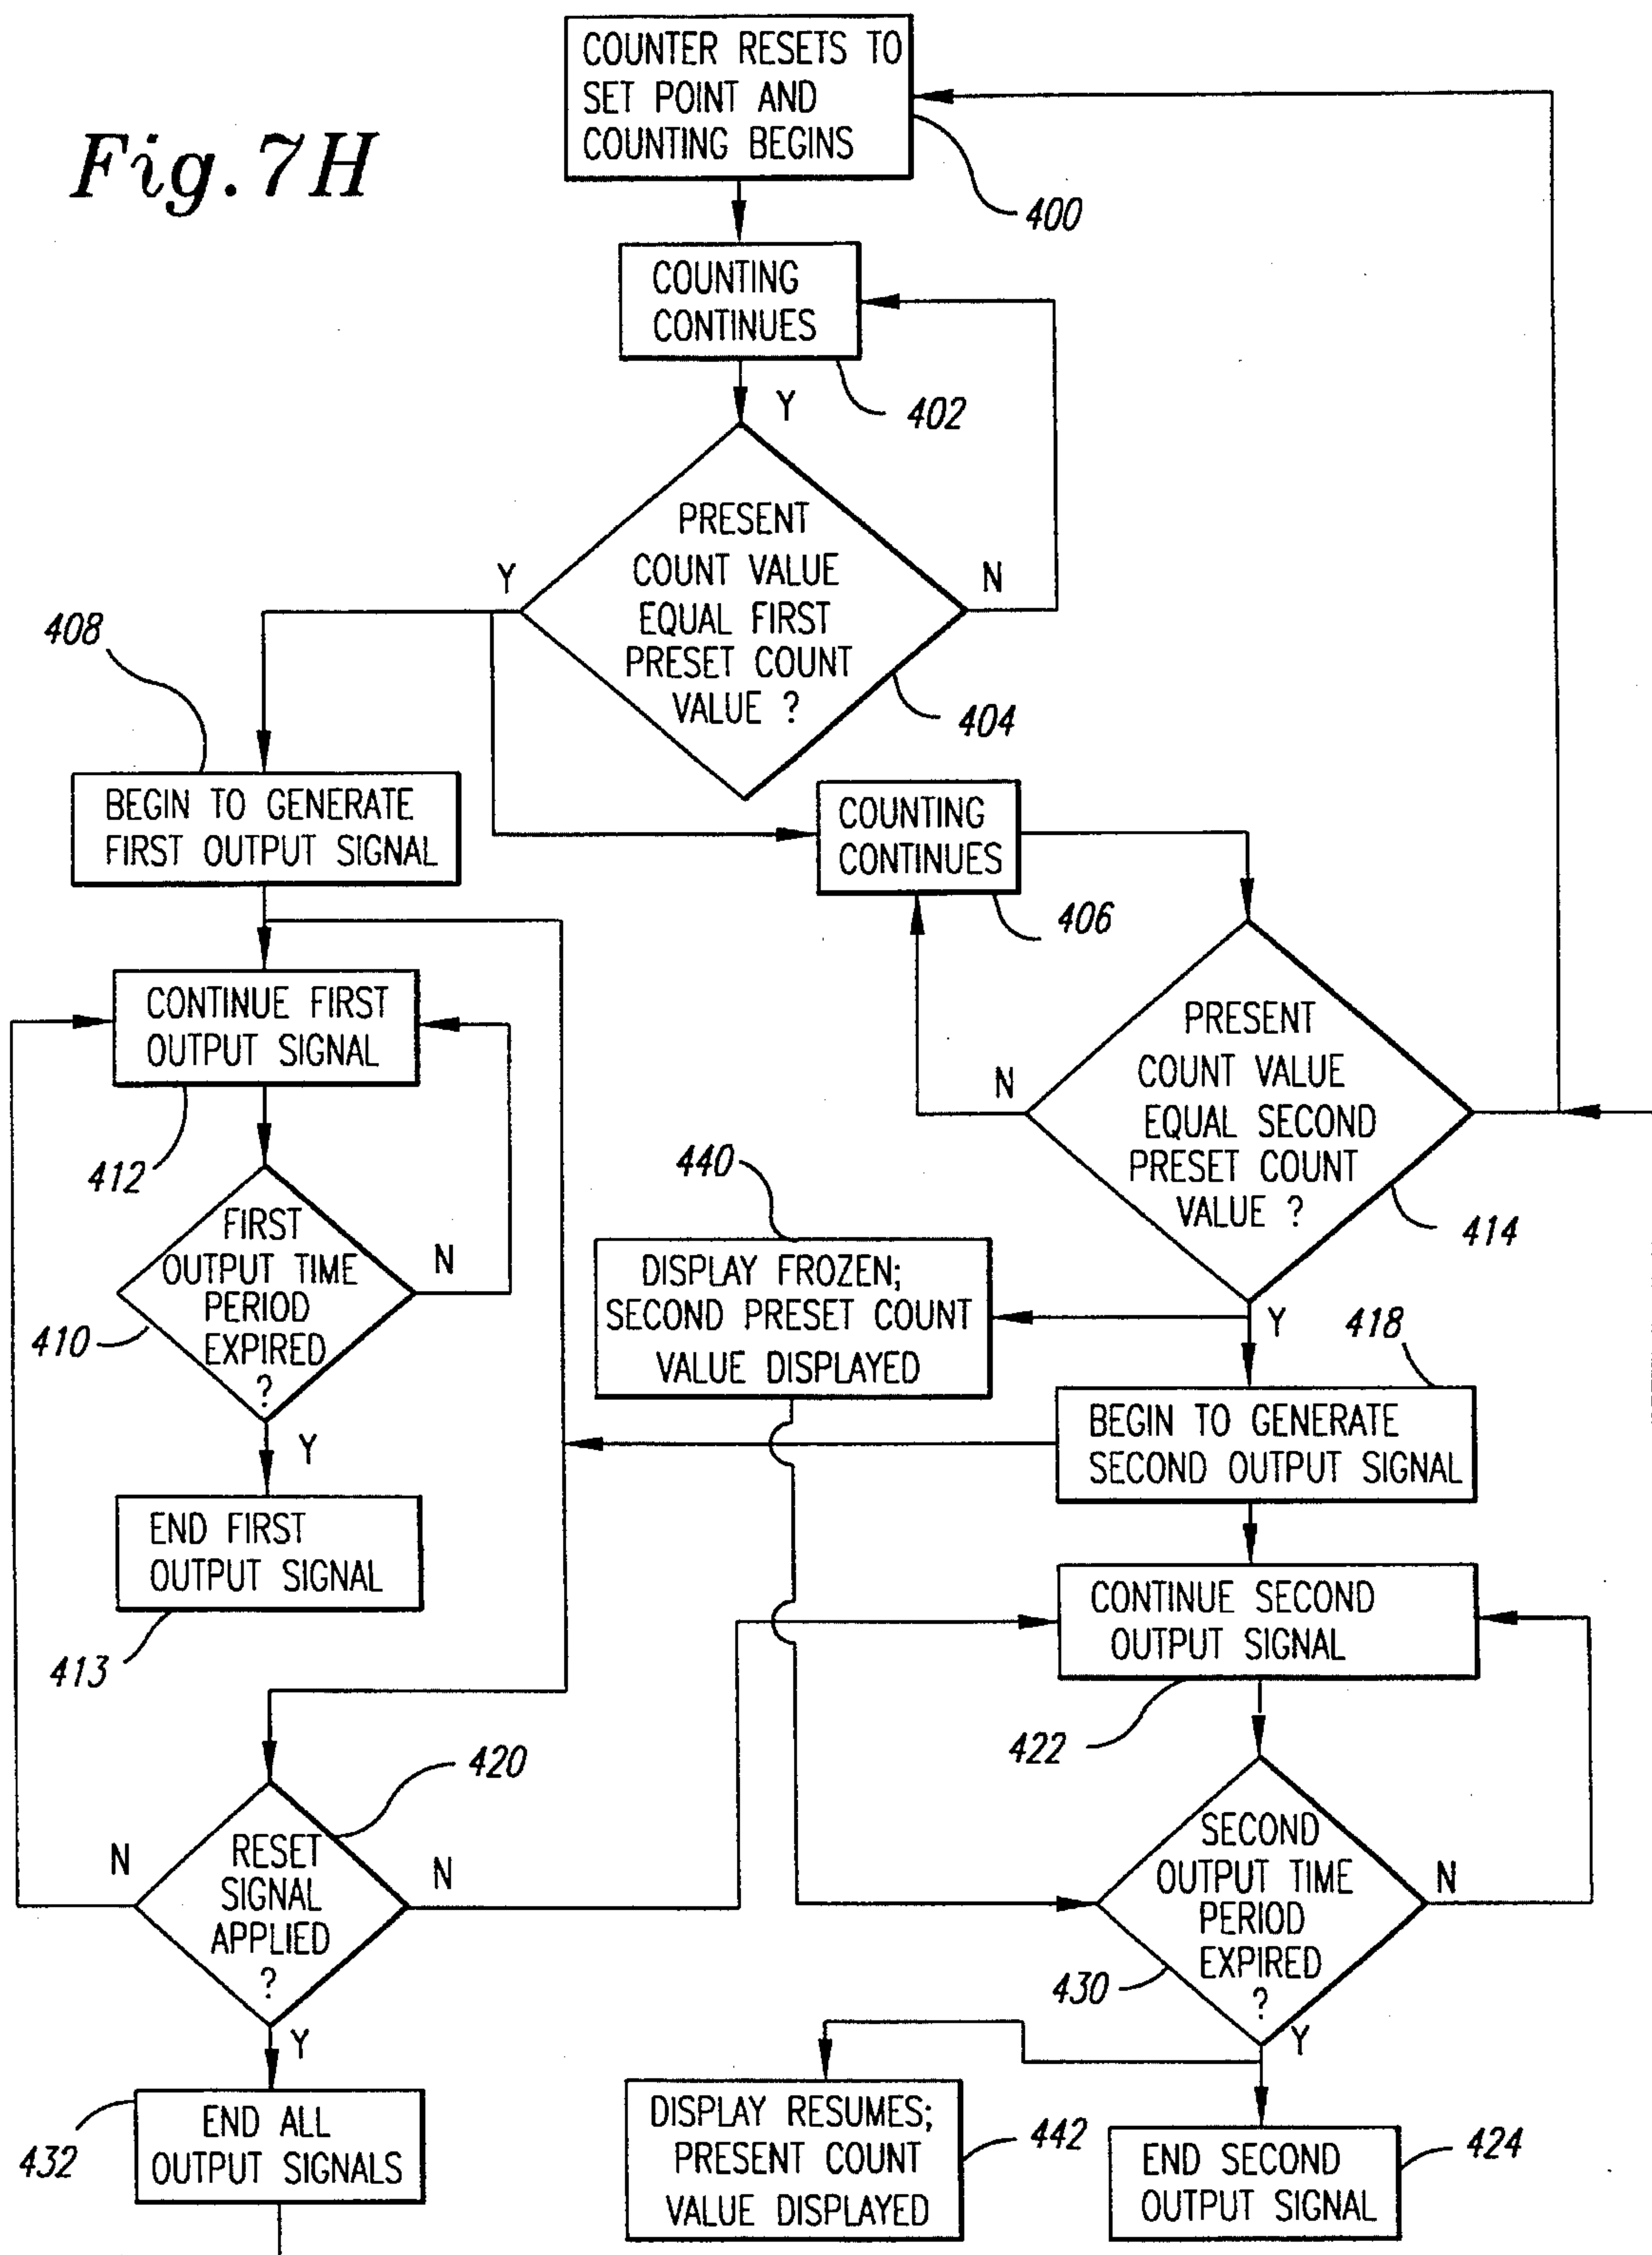 Fig. 7H
COUNTER RESETS TO
SET POINT AND
COUNTING BEGINS
400
COUNTING
CONTINUES
402
Y
PRESENT
COUNT VALUE
EQUAL FIRST
PRESET COUNT
VALUE ?
Y
N
404
408
BEGIN TO GENERATE
FIRST OUTPUT SIGNAL
COUNTING
CONTINUES
406
CONTINUE FIRST
OUTPUT SIGNAL
412
PRESENT
COUNT VALUE
EQUAL SECOND
PRESET COUNT
VALUE ?
N
414
Y
FIRST
OUTPUT TIME
PERIOD
EXPIRED
?
N
410
Y
440
DISPLAY FROZEN;
SECOND PRESET COUNT
VALUE DISPLAYED
418
BEGIN TO GENERATE
SECOND OUTPUT SIGNAL
END FIRST
OUTPUT SIGNAL
413
CONTINUE SECOND
OUTPUT SIGNAL
422
420
RESET
SIGNAL
APPLIED
?
N
N
Y
SECOND
OUTPUT TIME
PERIOD
EXPIRED
?
N
430
Y
END ALL
OUTPUT SIGNALS
432
DISPLAY RESUMES;
PRESENT COUNT
VALUE DISPLAYED
442
END SECOND
OUTPUT SIGNAL
424